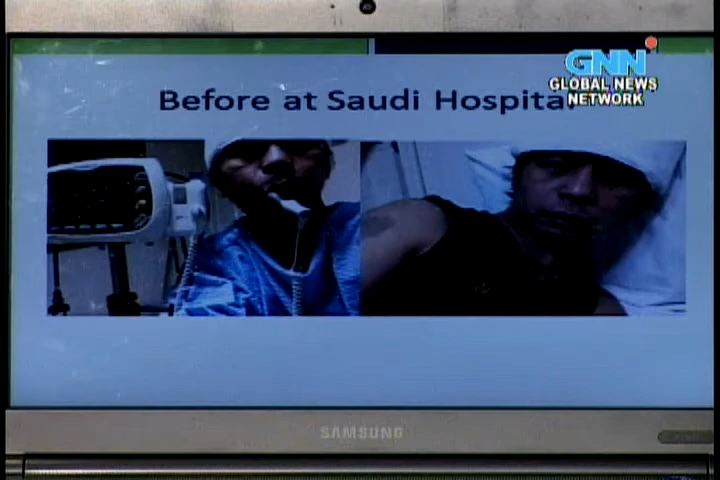 GNN
GLOBAL NEWS
NETWORK
Before at Saudi Hospital
SAMSUNG